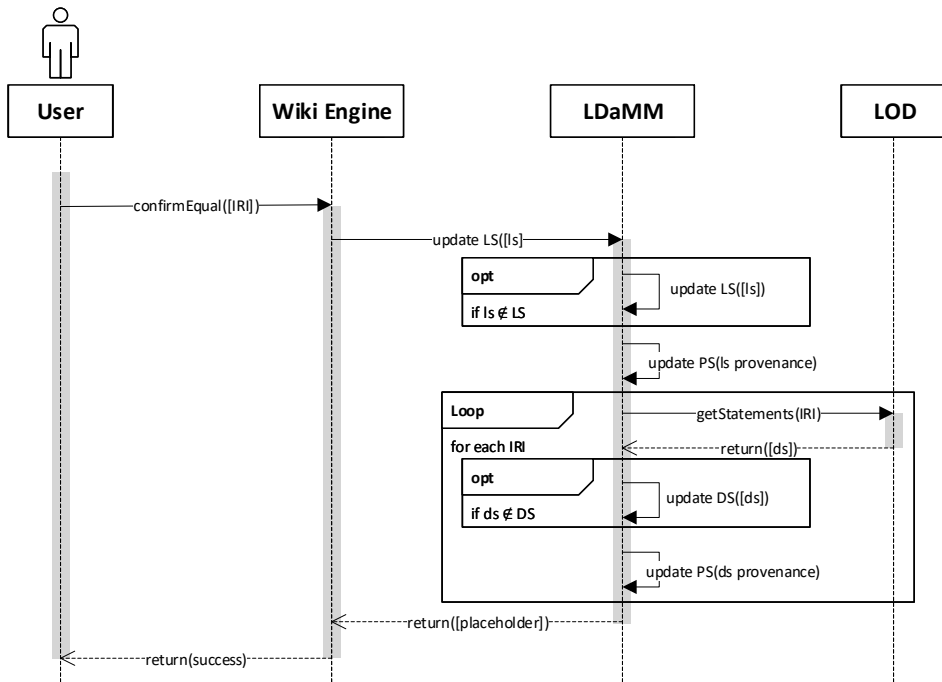 User
Wiki Engine
LDaMM
LOD
confirmEqual([IRI])
update LS([ls]
opt
update LS([ls])
if ls ∉ LS
update PS(ls provenance)
Loop
getStatements(IRI)
for each IRI
return([ds])
opt
update DS([ds])
if ds ∉ DS
update PS(ds provenance)
return([placeholder])
return(success)